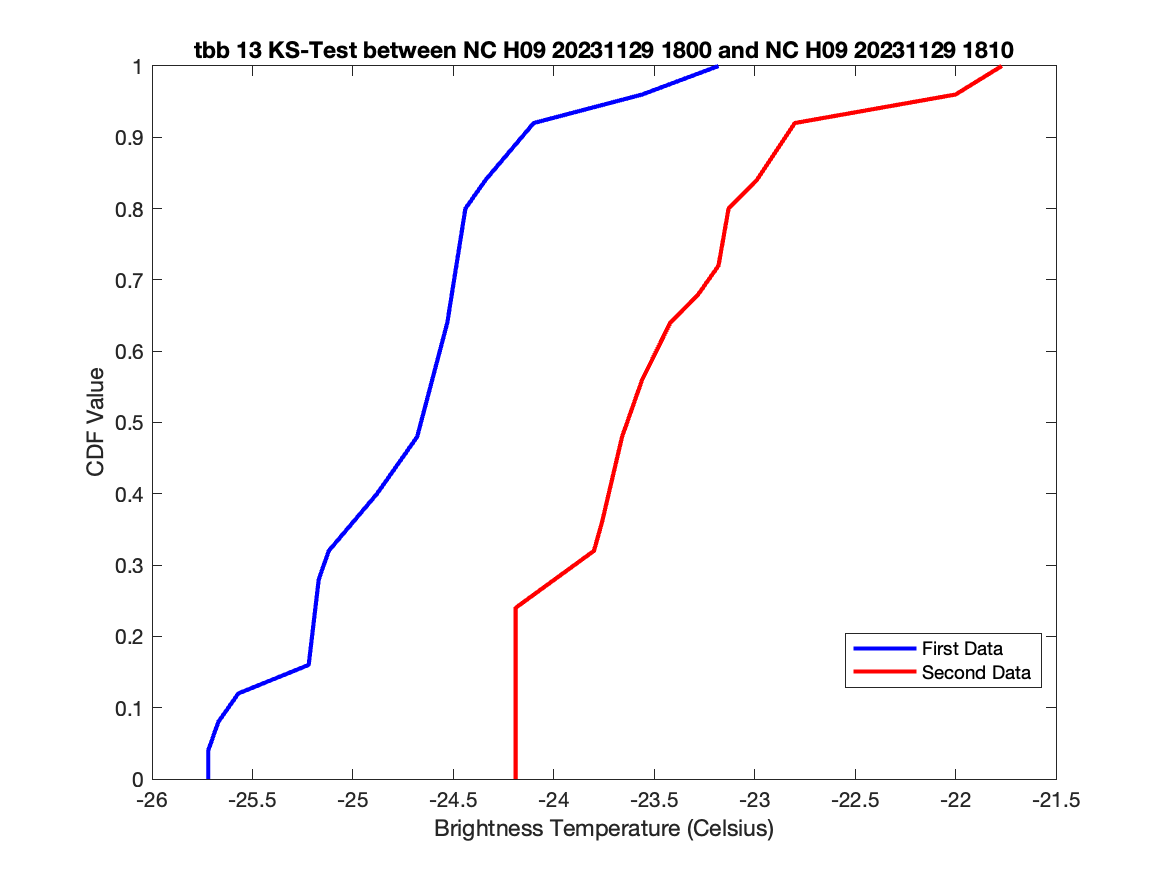 tbb 13 KS-Test between NC H09 20231129 1800 and NC H09 20231129 1810
1
0.9
0.8
0.7
0.6
0.5
0.4
0.3
0.2
0.1
0
CDF Value
First Data
Second Data
-26 -25.5 -25 -24.5 -24 -23.5 -23 -22.5 -22 -21.5
Brightness Temperature (Celsius)